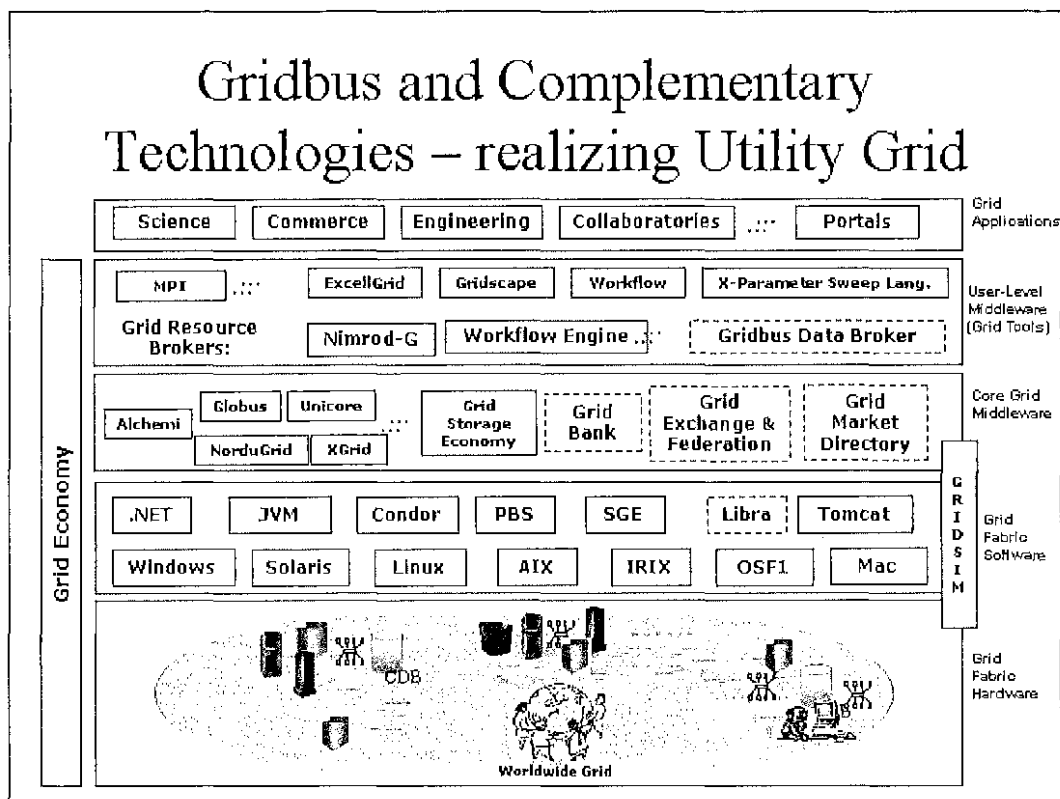 Gridbus and Complementary
Technologies – realizing Utility Grid
Science
Commerce
Engineering
Collaboratories
Portals
Grid
Applications
MPI
ExcellGrid
Gridscape
Workflow
X-Parameter Sweep Lang.
User-Level
Middleware
(Grid Tools)
Grid Resource
Brokers:
Nimrod-G
Workflow Engine
Gridbus Data Broker
Core Grid
Middleware
Alchemi
Globus
Unicore
NorduGrid
XGrid
Grid
Storage
Economy
Grid
Bank
Grid
Exchange &
Federation
Grid
Market
Directory
Grid Economy
GRIDSIM
.NET
JVM
Condor
PBS
SGE
Libra
Tomcat
Grid
Fabric
Software
Windows
Solaris
Linux
AIX
IRIX
OSF1
Mac
CDB
Grid
Fabric
Hardware
Worldwide Grid